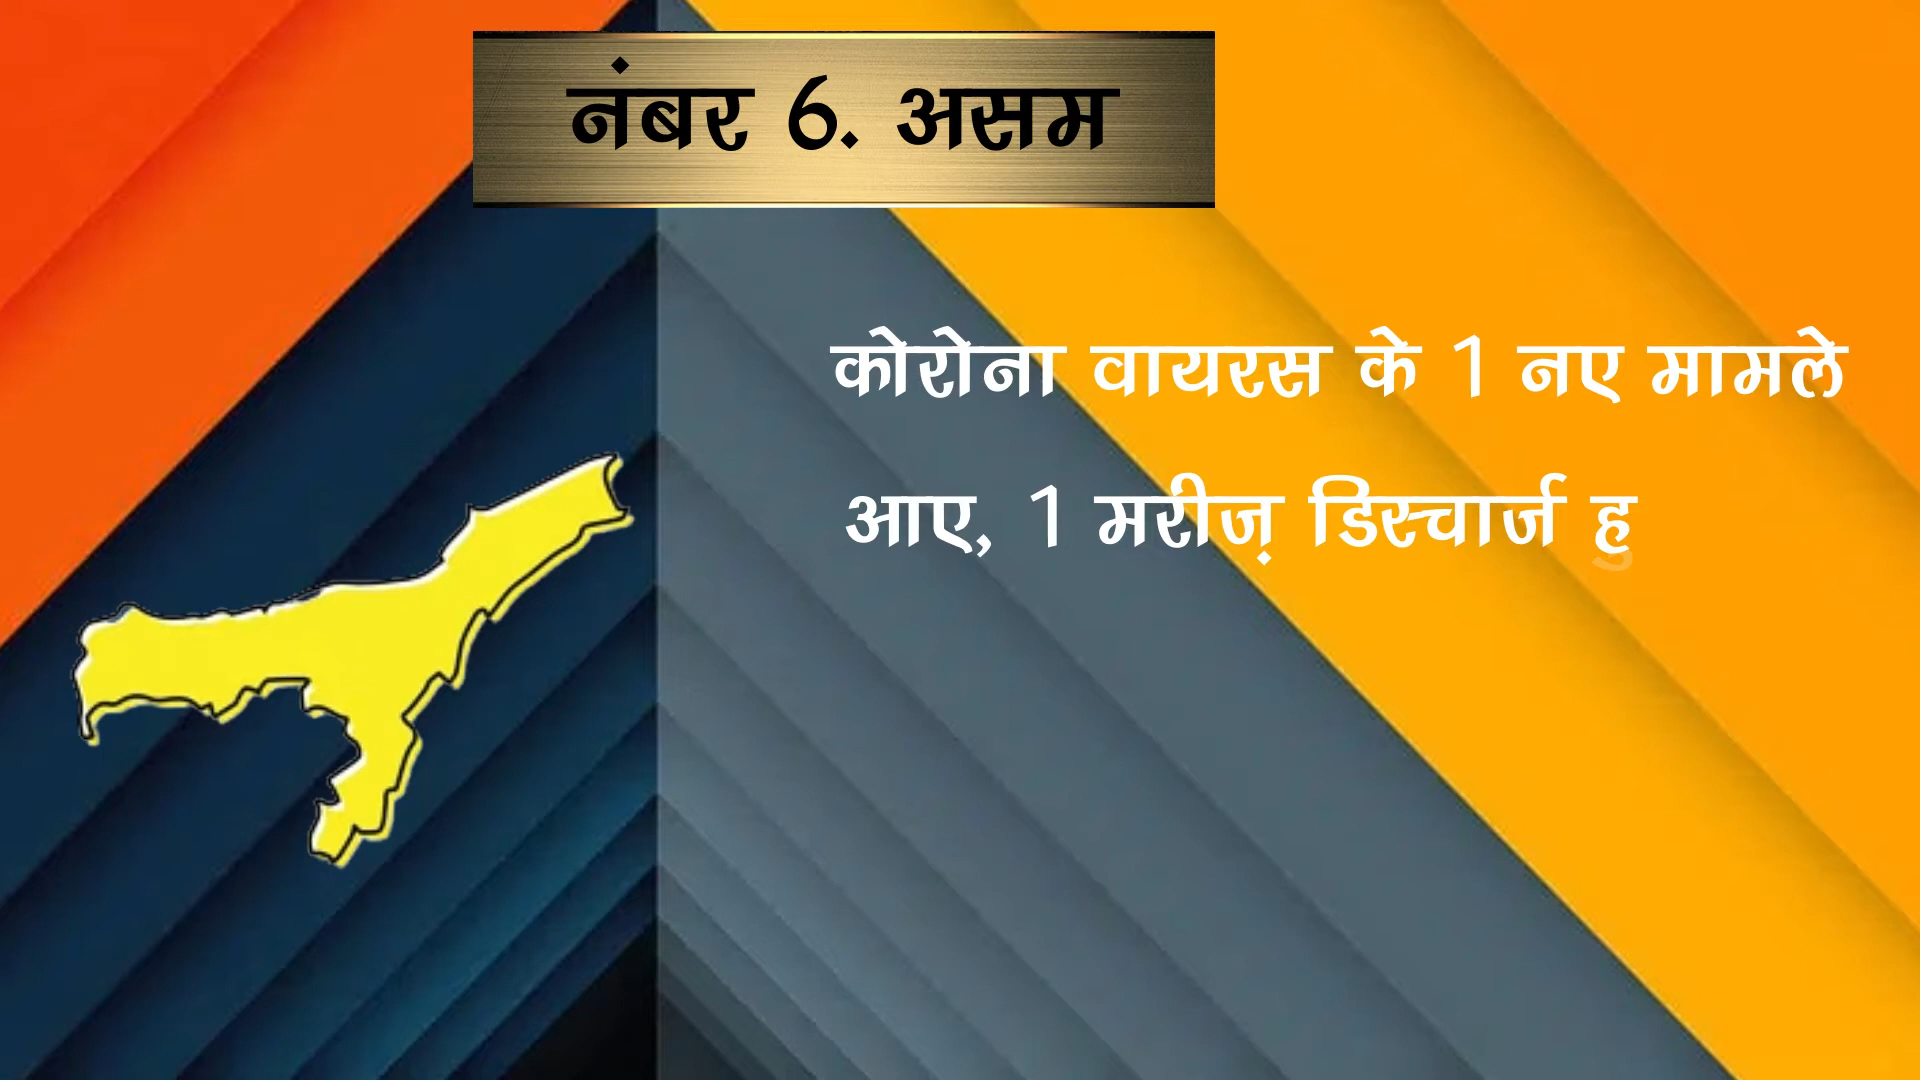 नंबर 6. असम
कोरोना वायरस के 1 नए मामले
आए, 1 मरीज़ डिस्चार्ज हु